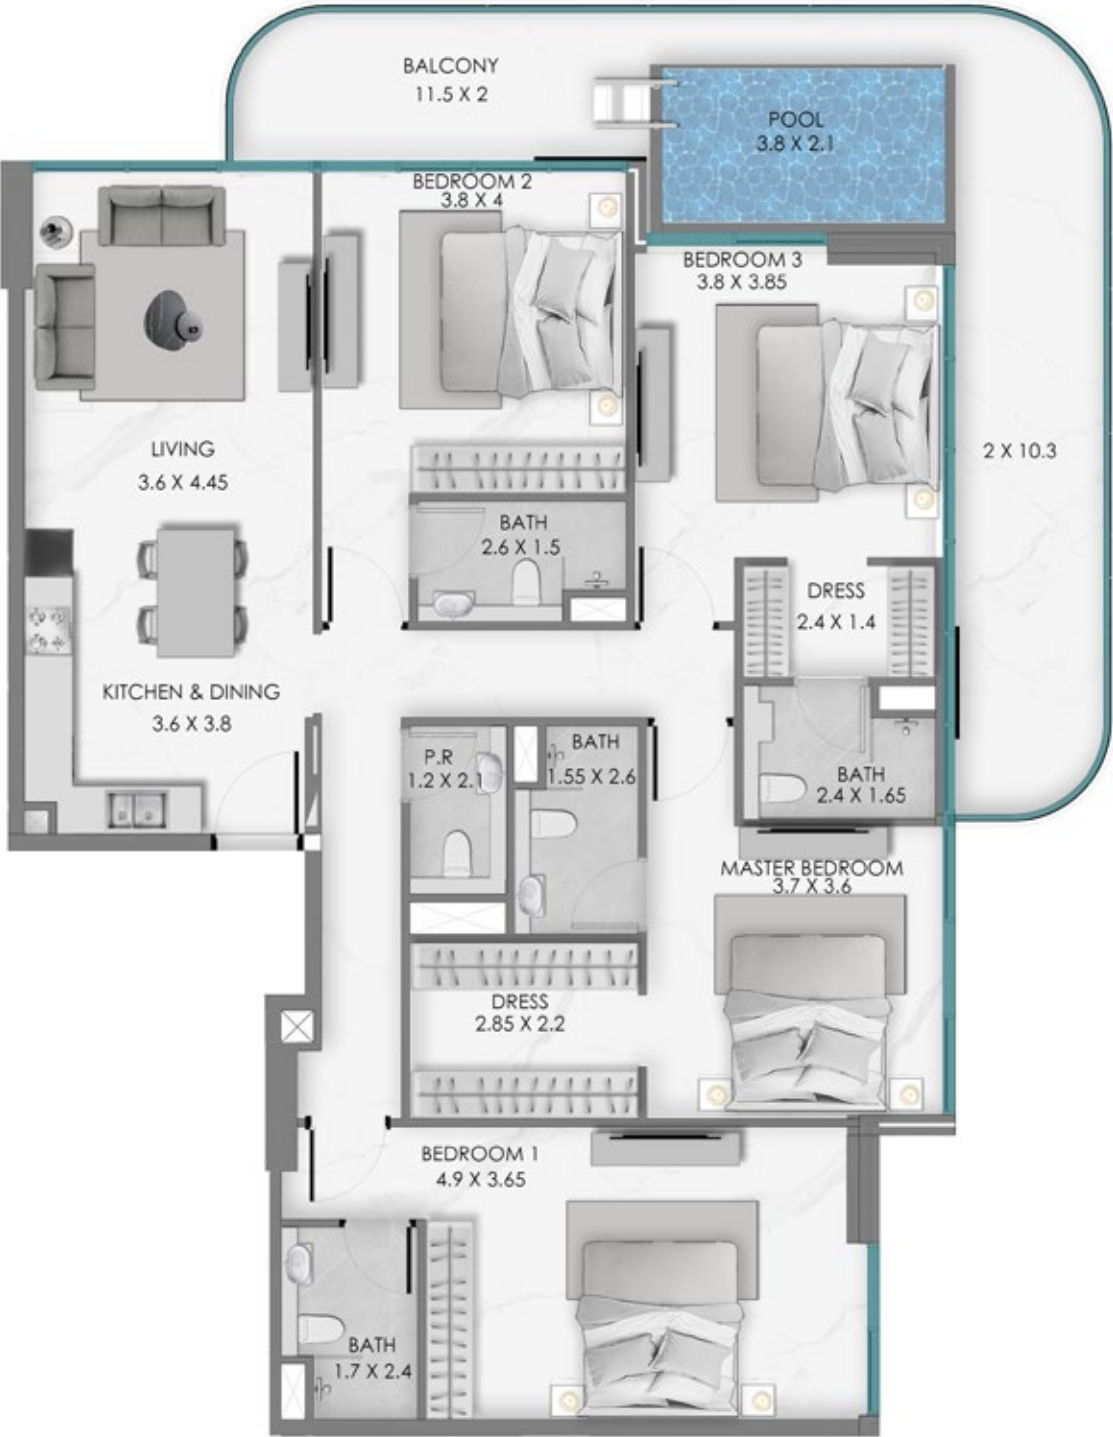 BALCONY
11.5 X 2
POOL
3.8 X 2.1
BEDROOM 2
3.8 X 4
BEDROOM 3
3.8 X 3.85
LIVING
3.6 X 4.45
2 X 10.3
BATH
2.6 X 1.5
DRESS
2.4 X 1.4
KITCHEN & DINING
3.6 X 3.8
P.R
1.2 X 2.1
BATH
1.55 X 2.6
BATH
2.4 X 1.65
MASTER BEDROOM
3.7 X 3.6
DRESS
2.85 X 2.2
BEDROOM 1
4.9 X 3.65
BATH
1.7 X 2.4